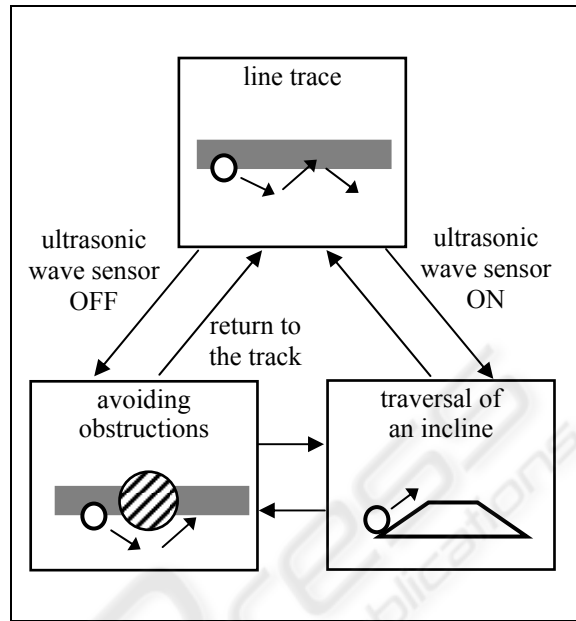 line trace
ultrasonic
wave sensor
OFF
ultrasonic
wave sensor
ON
return to
the track
avoiding
obstructions
traversal of
an incline